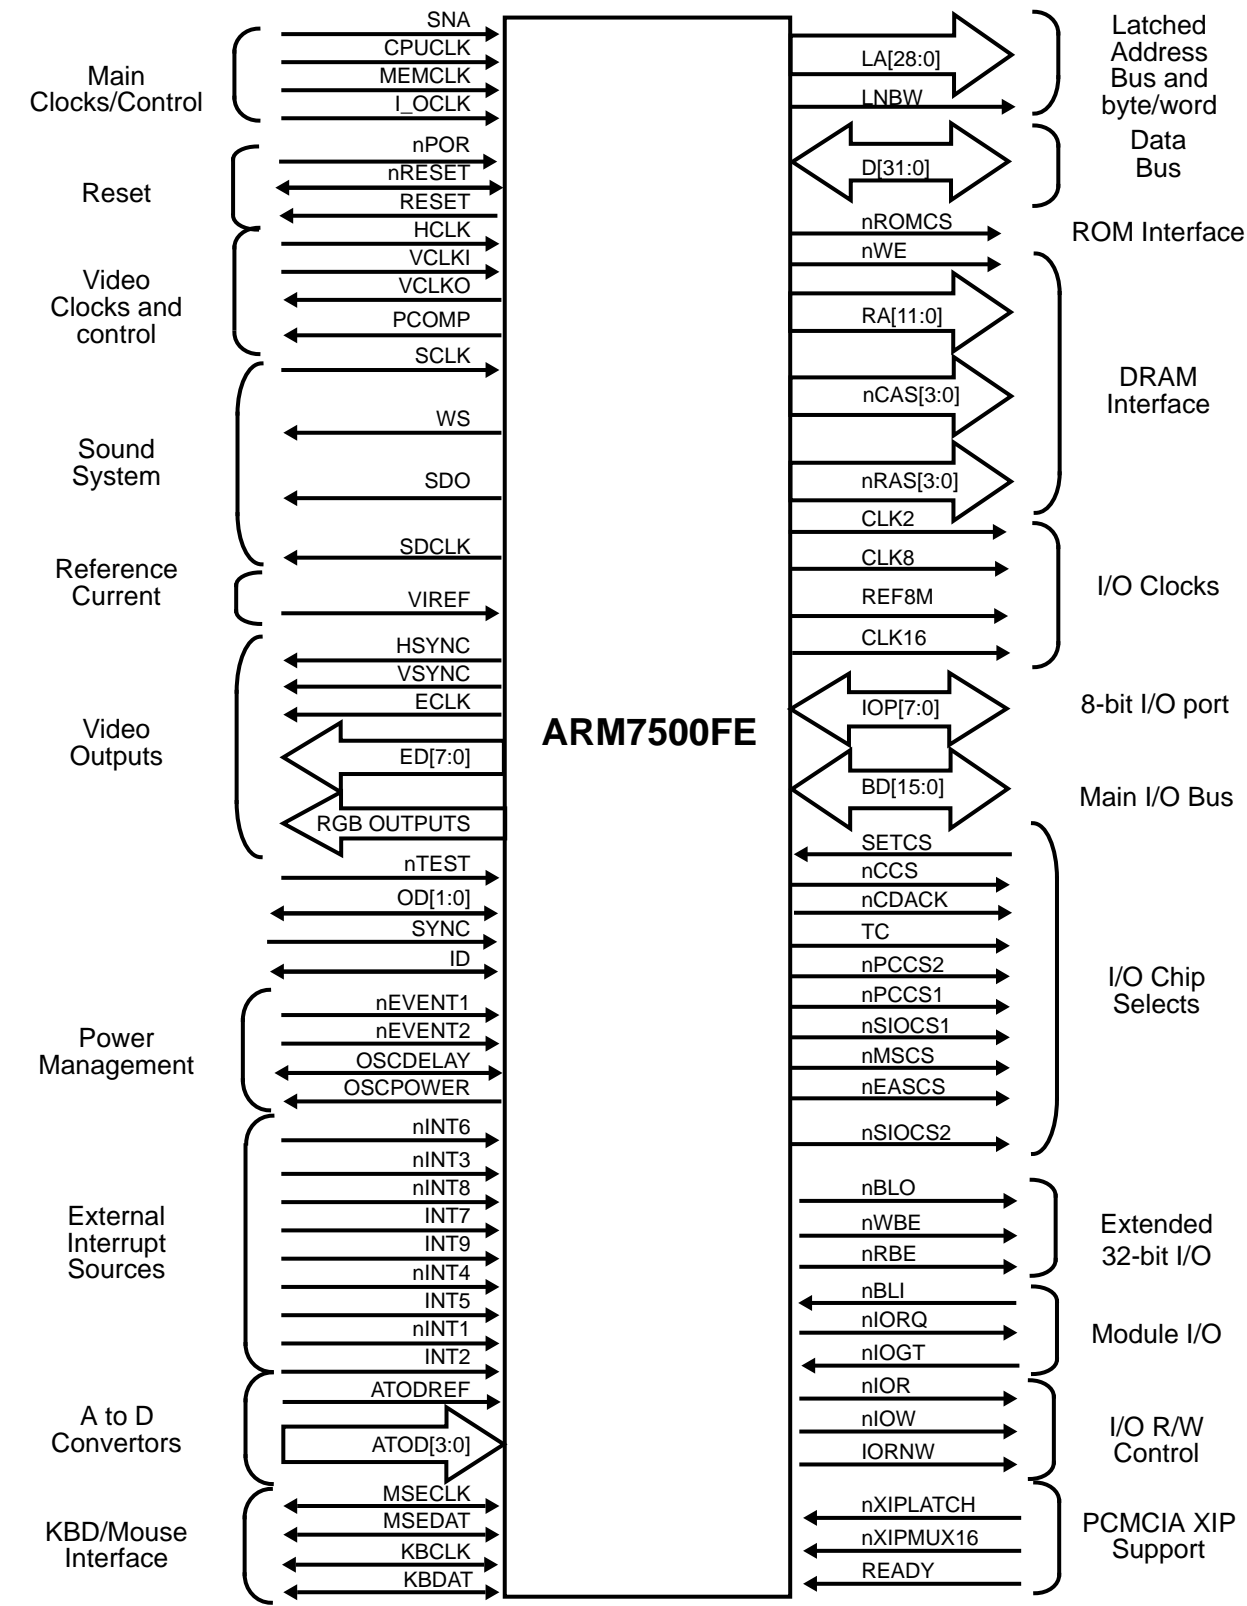 Main
Clocks/Control
SNA
CPUCLK
MEMCLK
I_OCLK
Reset
nPOR
nRESET
RESET
Video
Clocks and
control
HCLK
VCLKI
VCLKO
PCOMP
Sound
System
SCLK
WS
SDO
SDCLK
Reference
Current
VIREF
Video
Outputs
HSYNC
VSYNC
ECLK
ED[7:0]
RGB OUTPUTS
nTEST
OD[1:0]
SYNC
ID
Power
Management
nEVENT1
nEVENT2
OSCDELAY
OSCPOWER
External
Interrupt
Sources
nINT6
nINT3
nINT8
INT7
INT9
nINT4
INT5
nINT1
INT2
A to D
Convertors
ATODREF
ATOD[3:0]
KBD/Mouse
Interface
MSECLK
MSEDAT
KBCLK
KBDAT
ARM7500FE
LA[28:0]
LNBW
Latched
Address
Bus and
byte/word
D[31:0]
Data
Bus
nROMCS
ROM Interface
nWE
RA[11:0]
nCAS[3:0]
nRAS[3:0]
DRAM
Interface
CLK2
CLK8
REF8M
CLK16
I/O Clocks
IOP[7:0]
8-bit I/O port
BD[15:0]
Main I/O Bus
SETCS
nCCS
nCDACK
TC
nPCCS2
nPCCS1
nSIOCS1
nMSCS
nEASCS
nSIOCS2
I/O Chip
Selects
nBLO
nWBE
nRBE
Extended
32-bit I/O
nBLI
nIORQ
nIOGT
Module I/O
nIOR
nIOW
IORNW
I/O R/W
Control
nXIPLATCH
nXIPMUX16
READY
PCMCIA XIP
Support